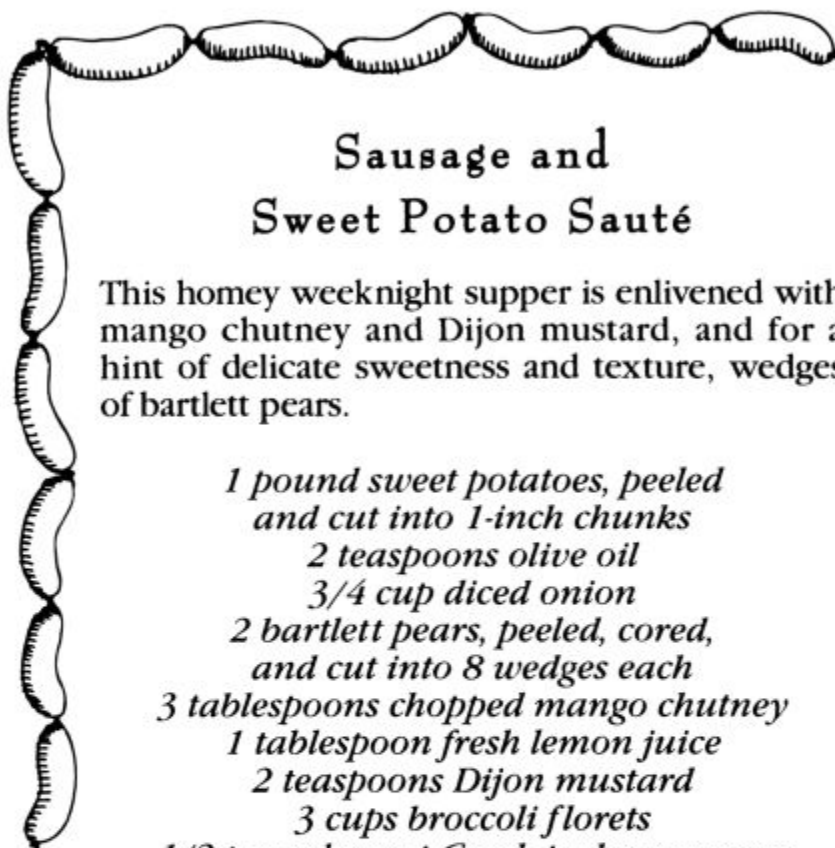 Sausage and
Sweet Potato Sauté
This homey weeknight supper is enlivened with
mango chutney and Dijon mustard, and for a
hint of delicate sweetness and texture, wedges
of bartlett pears.
1 pound sweet potatoes, peeled
and cut into 1-inch chunks
2 teaspoons olive oil
3/4 cup diced onion
2 bartlett pears, peeled, cored,
and cut into 8 wedges each
3 tablespoons chopped mango chutney
1 tablespoon fresh lemon juice
2 teaspoons Dijon mustard
3 cups broccoli florets